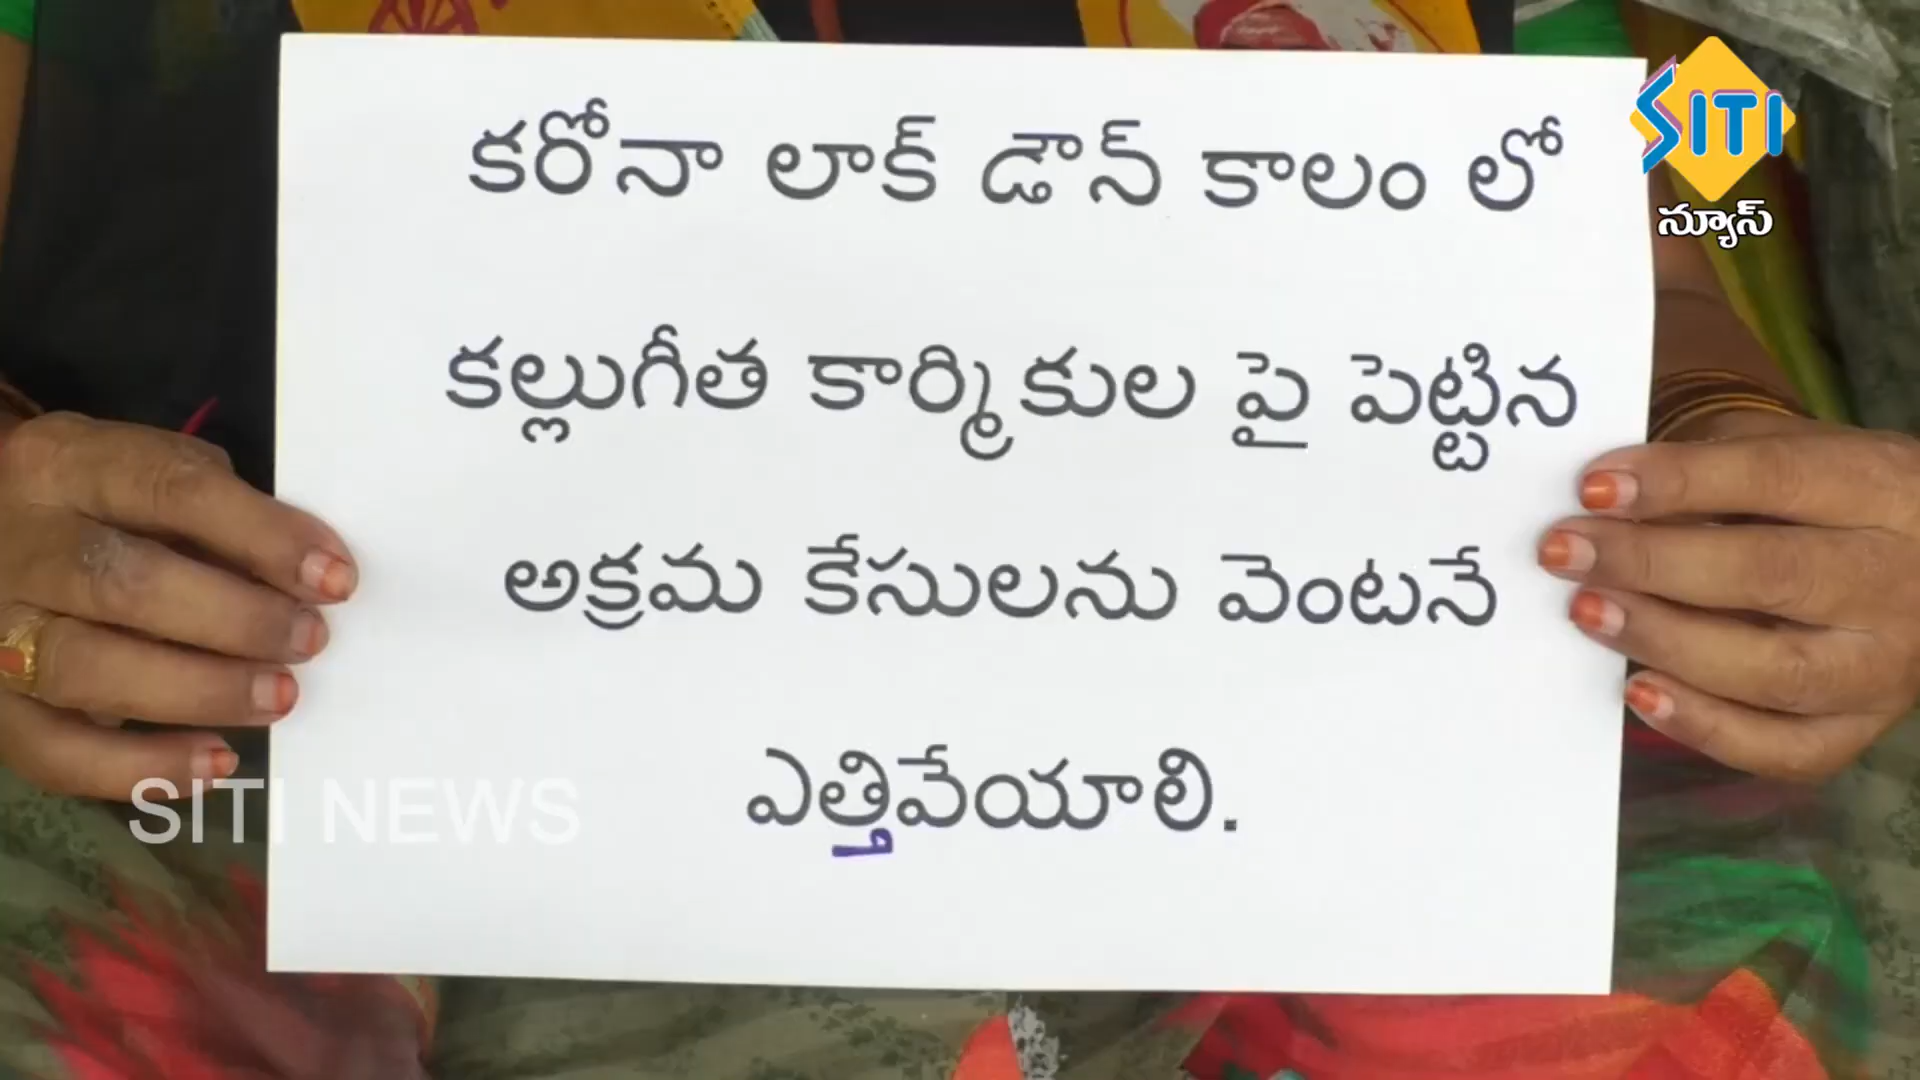 కరోనా లాక్ డౌన్ కాలం లో
కల్లుగీత కార్మికుల పై పెట్టిన
అక్రమ కేసులను వెంటనే
ఎత్తివేయాలి.
SITI
న్యూస్
SITI NEWS